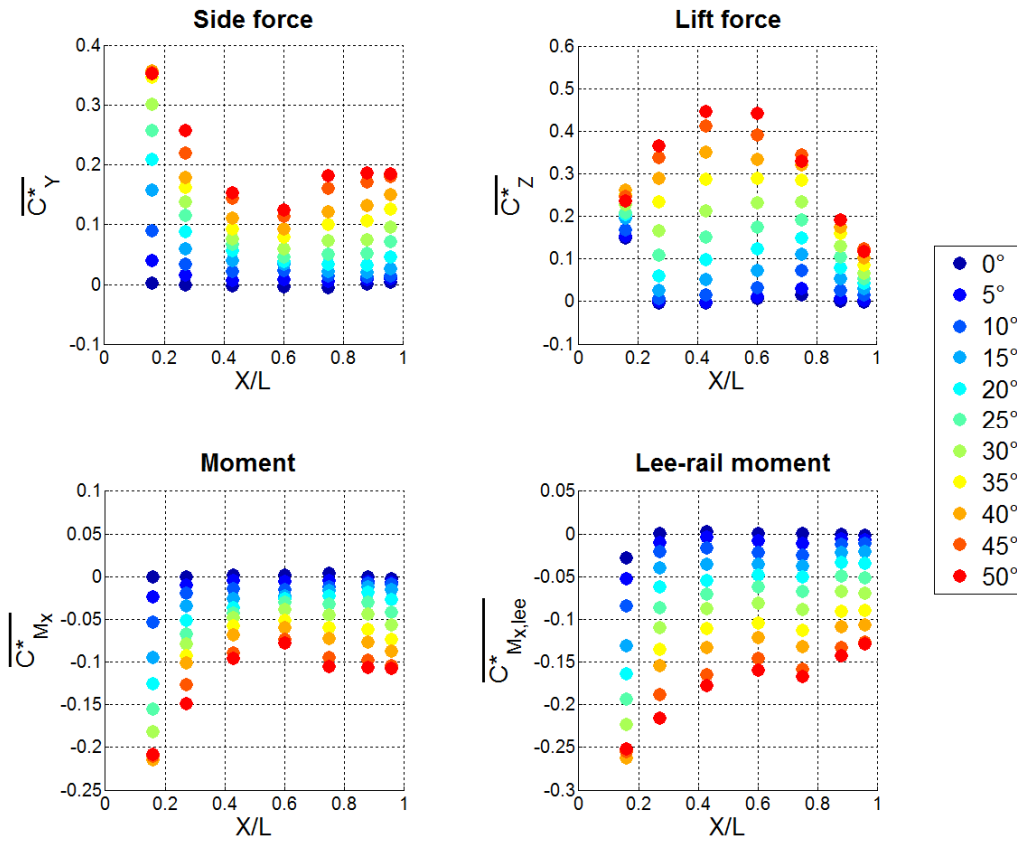 Side force
0.4
0.3
0.2
0.1
0
-0.1
C*Y
0 0.2 0.4 0.6 0.8 1
X/L
Lift force
0.6
0.5
0.4
0.3
0.2
0.1
0
-0.1
C*Z
0 0.2 0.4 0.6 0.8 1
X/L
Moment
0.1
0.05
0
-0.05
-0.1
-0.15
-0.2
-0.25
C*Mx
0 0.2 0.4 0.6 0.8 1
X/L
Lee-rail moment
0.05
0
-0.05
-0.1
-0.15
-0.2
-0.25
-0.3
C*Mx,lee
0 0.2 0.4 0.6 0.8 1
X/L
0°
5°
10°
15°
20°
25°
30°
35°
40°
45°
50°